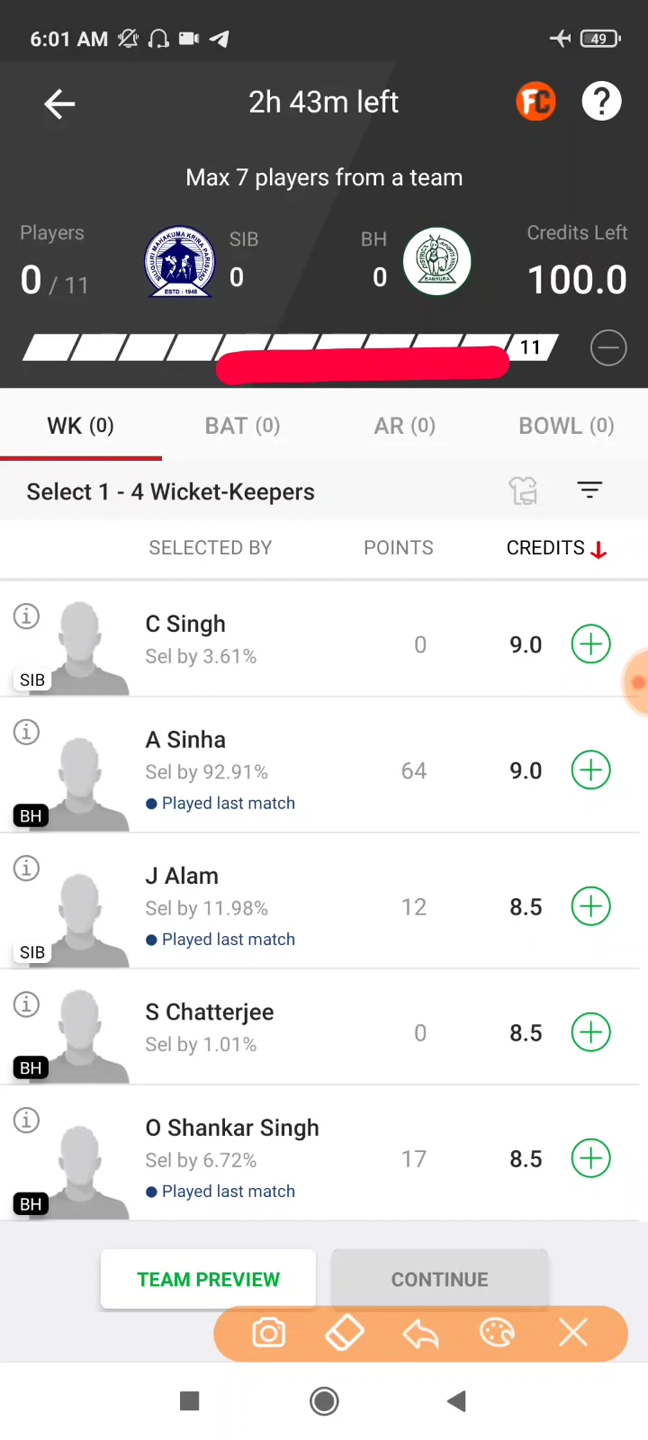 6:01 AM
49
2h 43m left
FC
?
Max 7 players from a team
Players
SIB
BH
Credits Left
0 / 11
0
0
100.0
ESTD : 1948
11
WK (0)
BAT (0)
AR (0)
BOWL (0)
Select 1 - 4 Wicket-Keepers
SELECTED BY
POINTS
CREDITS
C Singh
Sel by 3.61%
0
9.0
SIB
A Sinha
Sel by 92.91%
64
9.0
Played last match
BH
J Alam
Sel by 11.98%
12
8.5
Played last match
SIB
S Chatterjee
Sel by 1.01%
0
8.5
BH
O Shankar Singh
Sel by 6.72%
17
8.5
Played last match
BH
TEAM PREVIEW
CONTINUE